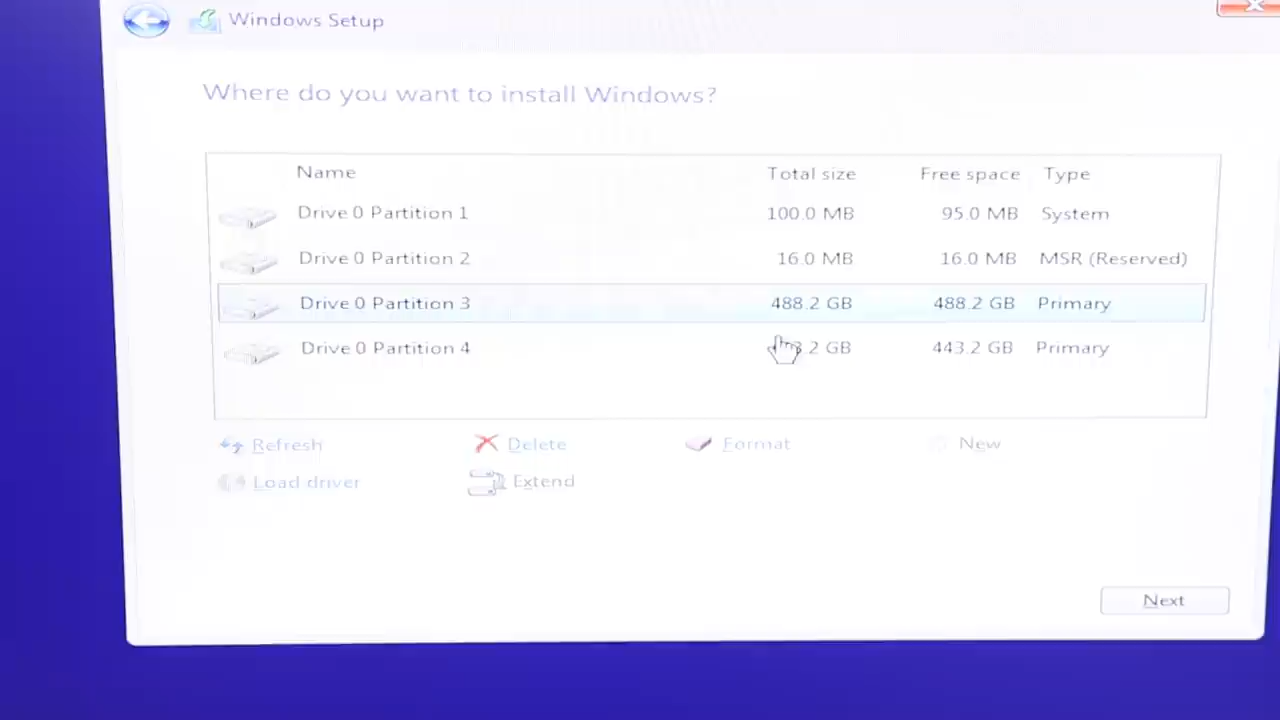 Windows Setup
Where do you want to install Windows?
Name Total size Free space Type
Drive 0 Partition 1 100.0 MB 95.0 MB System
Drive 0 Partition 2 16.0 MB 16.0 MB MSR (Reserved)
Drive 0 Partition 3 488.2 GB 488.2 GB Primary
Drive 0 Partition 4 GB 443.2 GB Primary
Refresh Delete Format New
Load driver Extend
Next